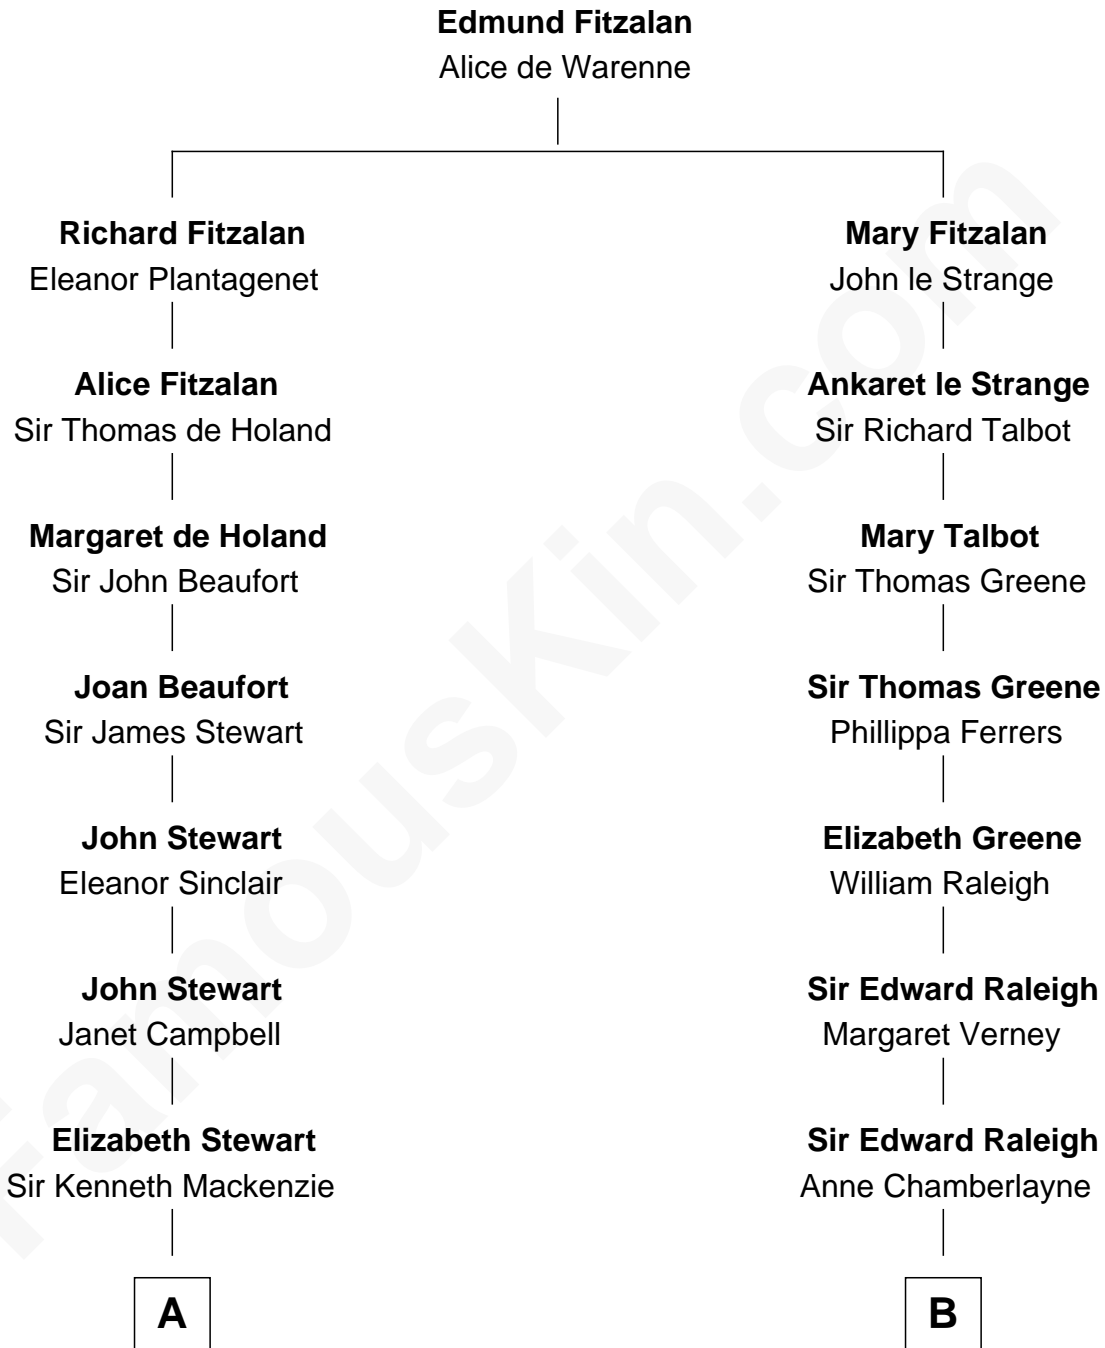 Edmund Fitzalan
Alice de Warenne
Richard Fitzalan
Eleanor Plantagenet
Mary Fitzalan
John le Strange
Alice Fitzalan
Sir Thomas de Holand
Ankaret le Strange
Sir Richard Talbot
Margaret de Holand
Sir John Beaufort
Mary Talbot
Sir Thomas Greene
Joan Beaufort
Sir James Stewart
Sir Thomas Greene
Phillippa Ferrers
John Stewart
Eleanor Sinclair
Elizabeth Greene
William Raleigh
John Stewart
Janet Campbell
Sir Edward Raleigh
Margaret Verney
Elizabeth Stewart
Sir Kenneth Mackenzie
Sir Edward Raleigh
Anne Chamberlayne
A
B
FamousKin.com